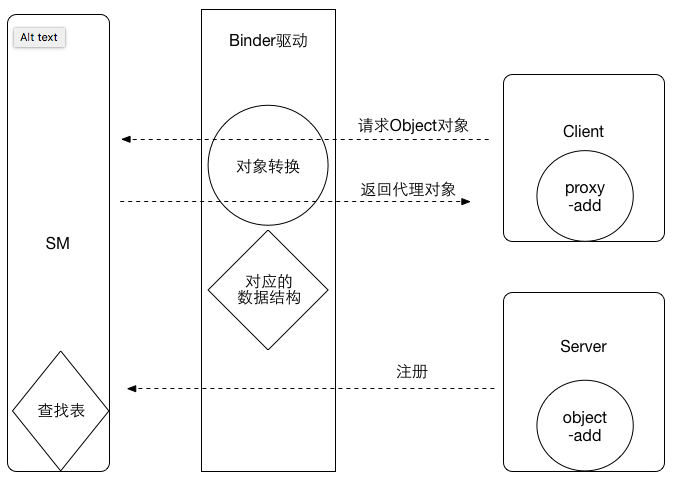 Alt text
Binder驱动
请求Object对象
Client
对象转换
proxy
-add
返回代理对象
SM
对应的
数据结构
Server
注册
查找表
object
-add